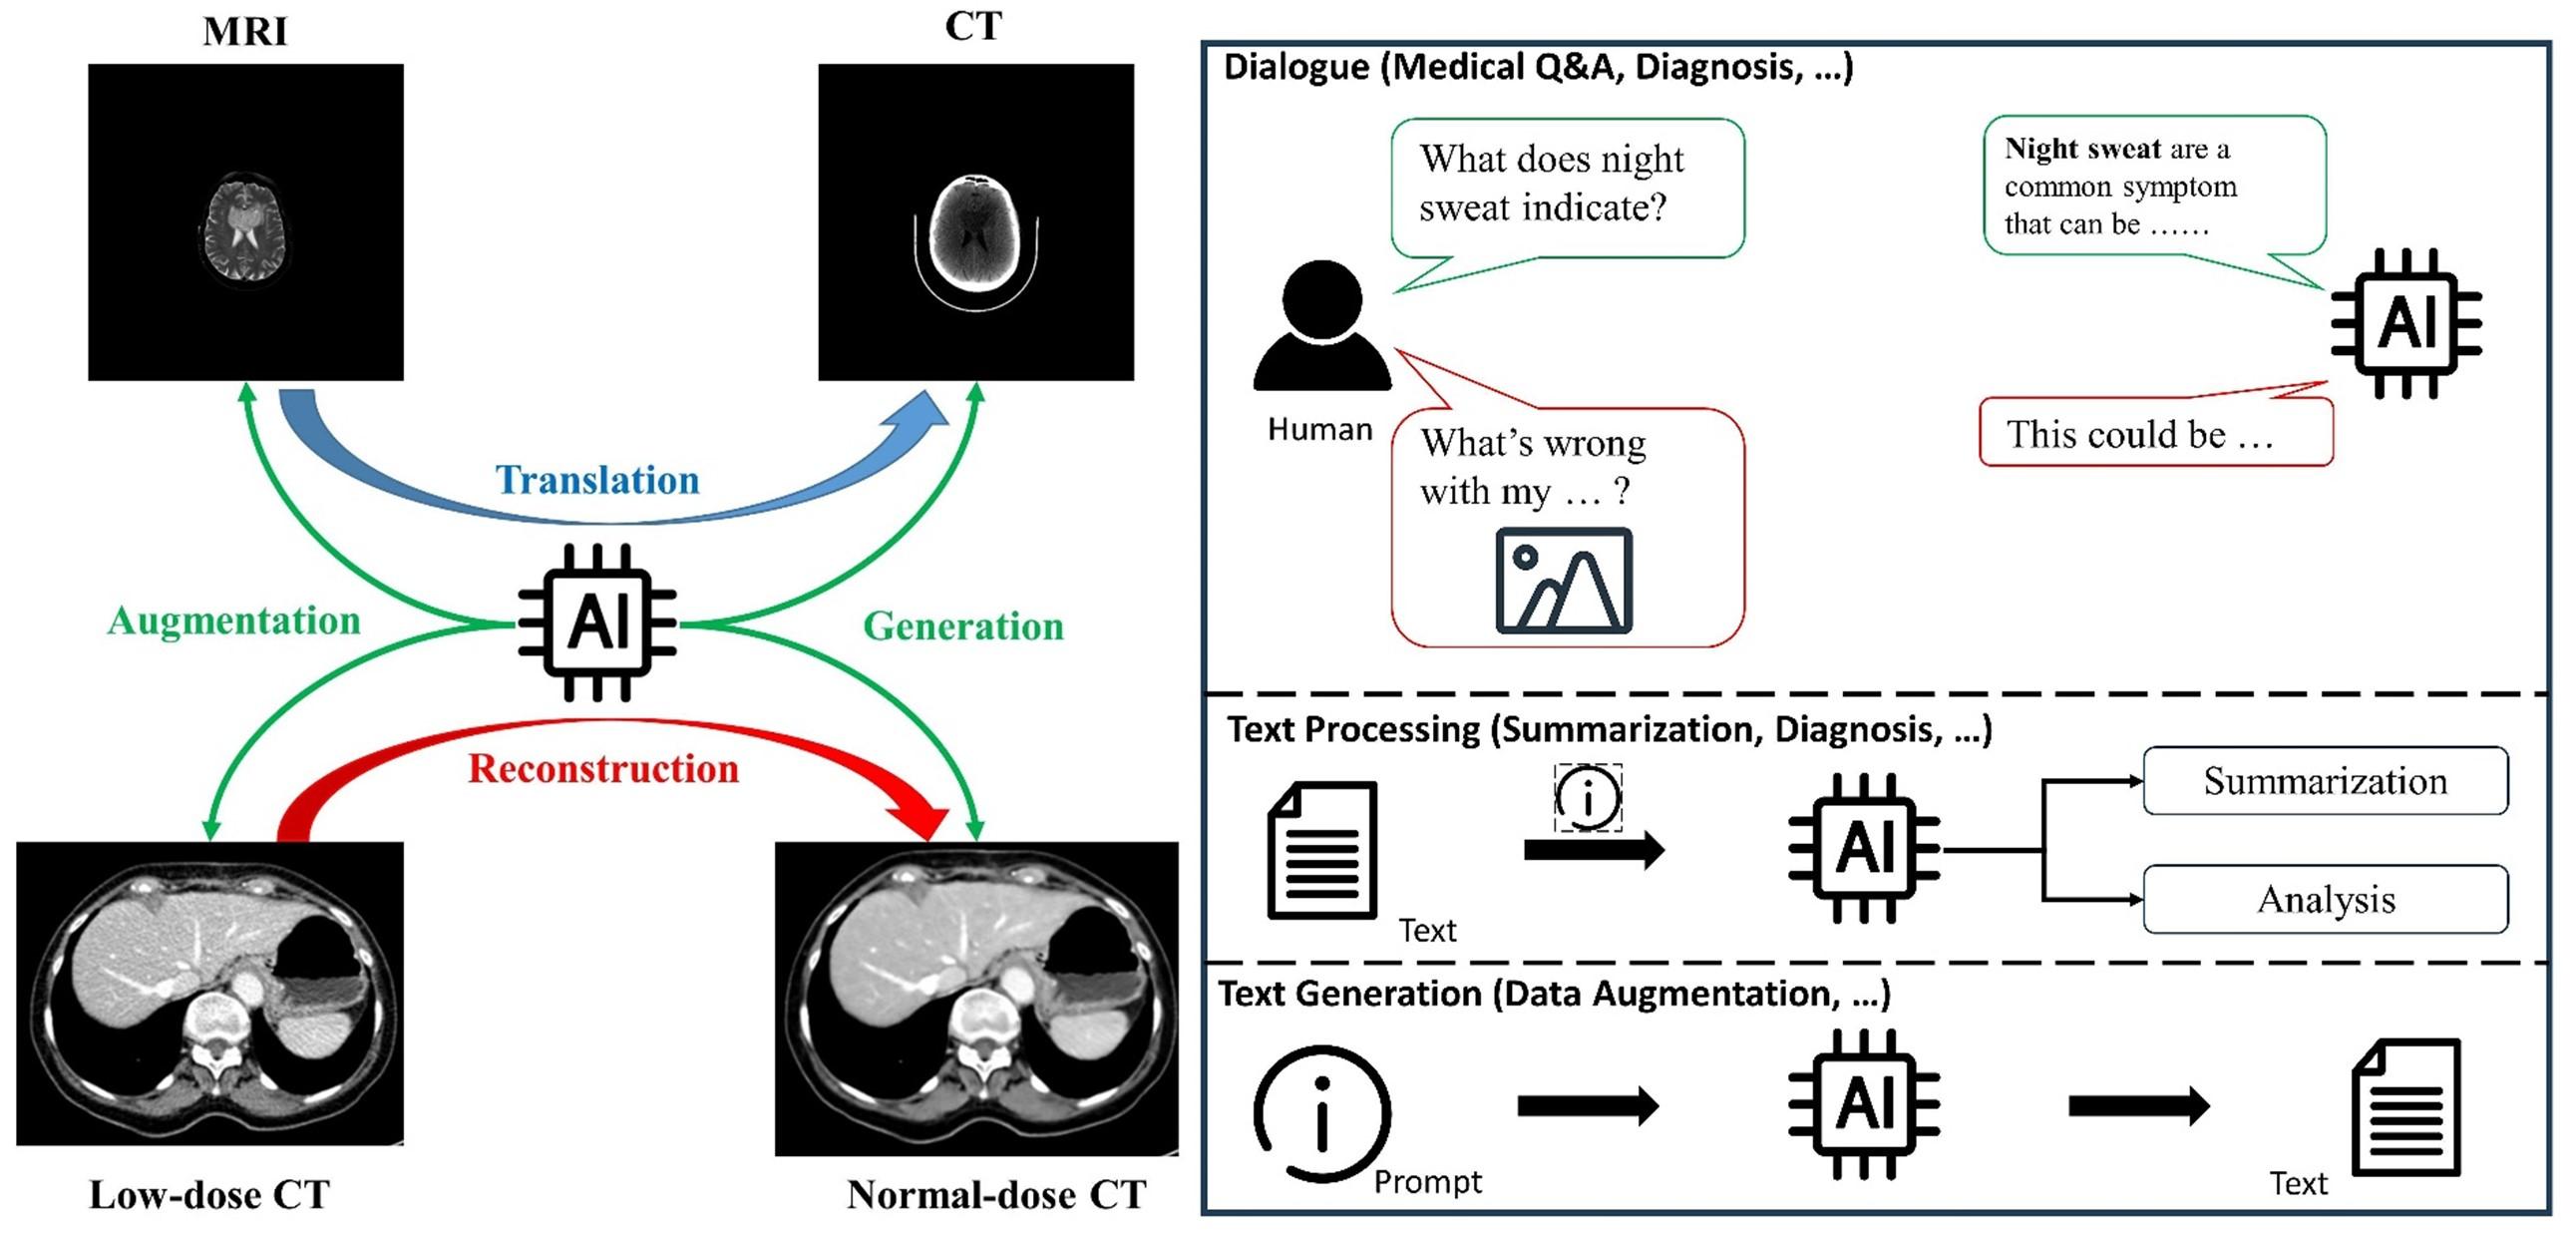 MRI
CT
Translation
AI
Augmentation
Generation
Reconstruction
Low-dose CT
Normal-dose CT
Dialogue (Medical Q&A, Diagnosis, ...)
What does night
sweat indicate?
Night sweat are a
common symptom
that can be ......
AI
Human
What's wrong
with my ... ?
This could be ...
Text Processing (Summarization, Diagnosis, ...)
i
Text
AI
Summarization
Analysis
Text Generation (Data Augmentation, ...)
i
Prompt
AI
Text